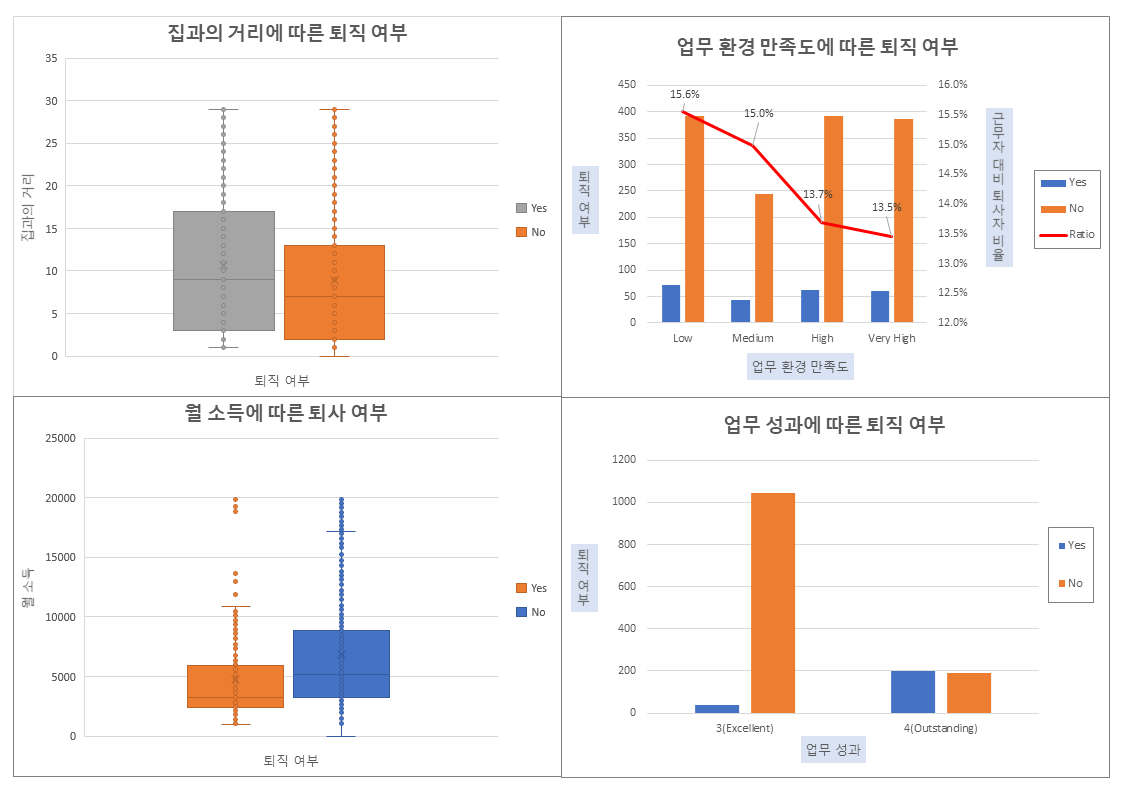 집과의 거리에 따른 퇴직 여부
35
30
25
20
15
10
5
0
집과의 거리
퇴직 여부
Yes
No
업무 환경 만족도에 따른 퇴직 여부
450
400
350
300
250
200
150
100
50
0
퇴직 여부
15.6%
15.0%
13.7%
13.5%
16.0%
15.5%
15.0%
14.5%
14.0%
13.5%
13.0%
12.5%
12.0%
근무자 대비 퇴사자 비율
Low
Medium
High
Very High
업무 환경 만족도
Yes
No
Ratio
월 소득에 따른 퇴사 여부
25000
20000
15000
10000
5000
0
월 소득
퇴직 여부
Yes
No
업무 성과에 따른 퇴직 여부
1200
1000
800
600
400
200
0
퇴직 여부
3(Excellent)
4(Outstanding)
업무 성과
Yes
No